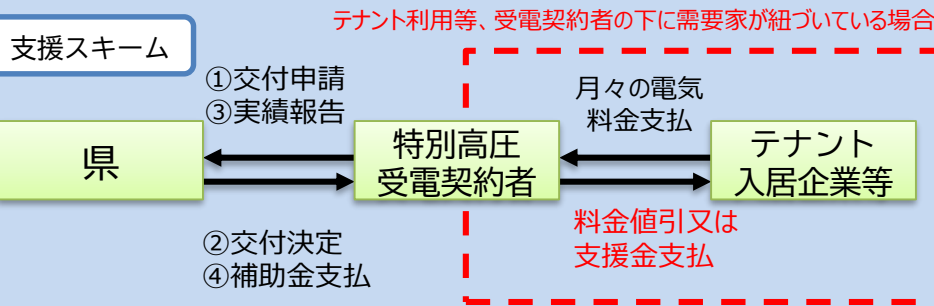 テナント利用等、受電契約者の下に需要家が紐づいている場合
支援スキーム
①交付申請
③実績報告
月々の電気
料金支払
県
特別高圧
受電契約者
テナント
入居企業等
②交付決定
④補助金支払
料金値引又は
支援金支払